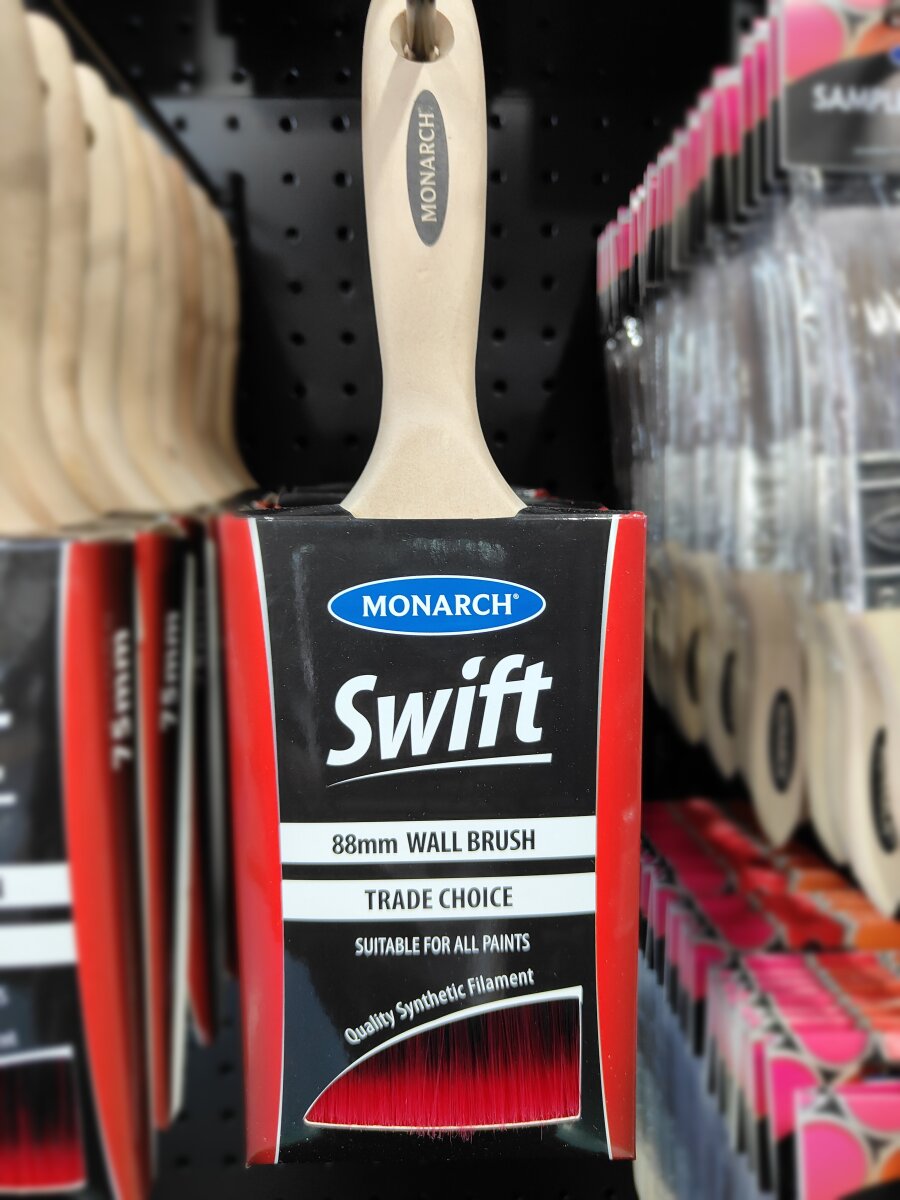 MONARCH
MONARCH®
Swift
88mm WALL BRUSH
TRADE CHOICE
SUITABLE FOR ALL PAINTS
Quality Synthetic Filament
75mm
75mm